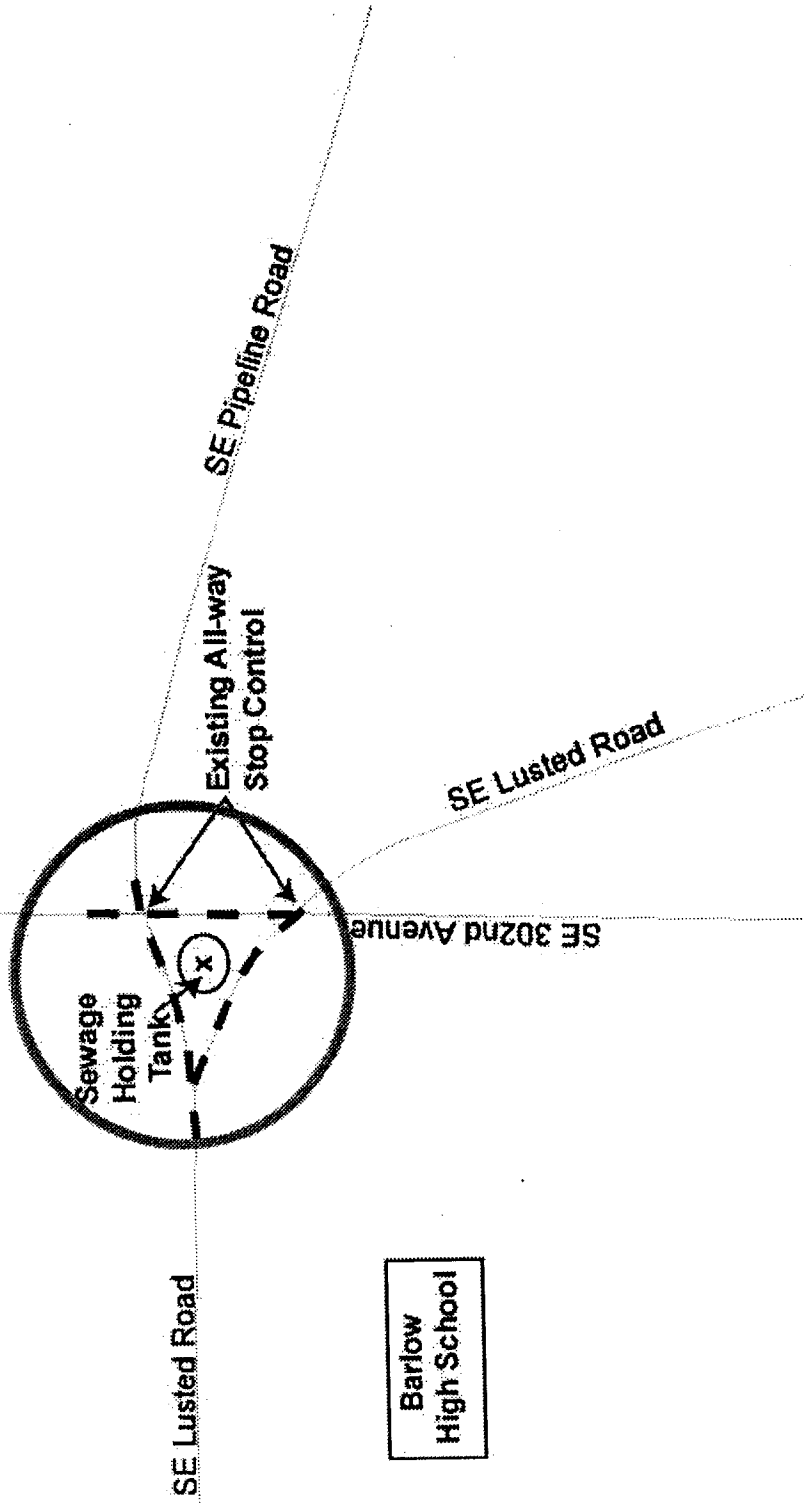 SE Pipeline Road
Existing All-way
Stop Control
SE Lusted Road
SE 302nd Avenue
Sewage
Holding
Tank
x
SE Lusted Road
Barlow
High School